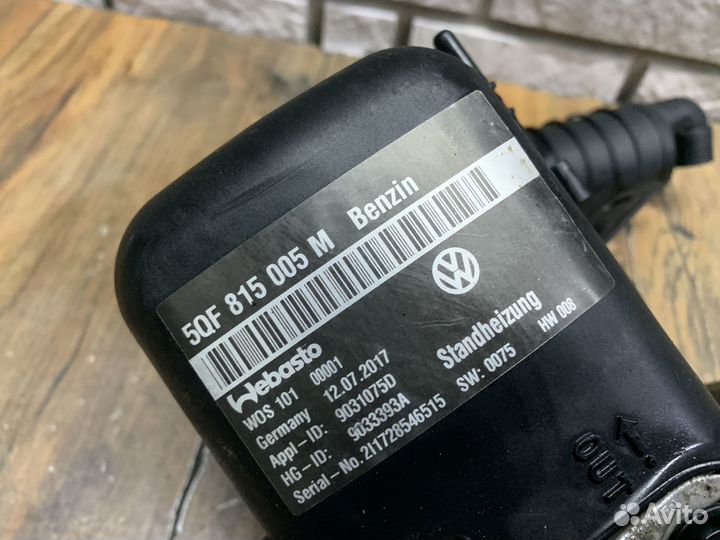 5QF 815 005 M Benzin
Webasto
WOS 101 00001
Germany 12.07.2017
Appl-ID: 9031075D
HG-ID: 9033393A
Serial-No. 2I1728546515
Standheizung
SW: 0075 HW 008
OUT
Avito